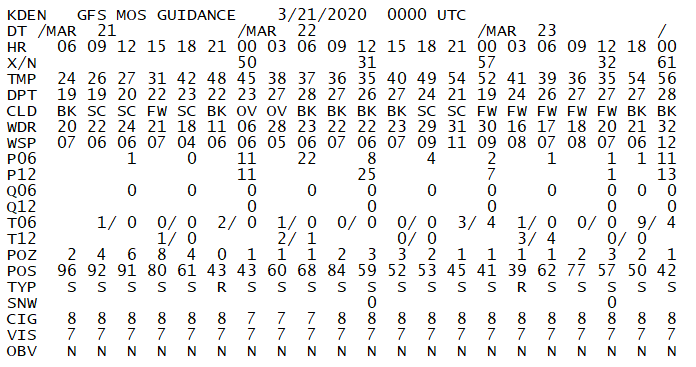 KDEN   GFS MOS GUIDANCE    3/21/2020  0000 UTC
DT /MAR  21            /MAR  22                /MAR  23          /
HR   06 09 12 15 18 21 00 03 06 09 12 15 18 21 00 03 06 09 12 18 00
X/N                    50          31          57          32    61
TMP  24 26 27 31 42 48 45 38 37 36 35 40 49 54 52 41 39 36 35 54 56
DPT  19 19 20 22 23 22 23 27 28 27 26 27 24 21 19 24 26 27 27 27 28
CLD  BK SC SC FW SC BK OV OV BK BK BK BK SC SC FW FW FW FW FW BK BK
WDR  20 22 24 21 18 11 06 28 23 22 22 23 29 31 30 16 17 18 20 21 32
WSP  07 06 06 07 04 06 06 05 06 07 06 07 09 11 09 08 07 08 07 06 12
P06         1     0    11    22     8     4     2     1     1  1 11
P12                    11          25           7           1    13
Q06         0     0     0     0     0     0     0     0     0  0  0
Q12                     0           0           0           0     0
T06      1/ 0  0/ 0  2/ 0  1/ 0  0/ 0  0/ 0  3/ 4  1/ 0  0/ 0  9/ 4
T12            1/ 0        2/ 1        0/ 0        3/ 4     0/ 0
POZ   2  4  6  8  4  0  1  1  1  2  3  3  2  1  1  1  1  2  3  2  1
POS  96 92 91 80 61 43 43 60 68 84 59 52 53 45 41 39 62 77 57 50 42
TYP   S  S  S  S  S  R  S  S  S  S  S  S  S  S  S  R  S  S  S  S  S
SNW                                 0                       0
CIG   8  8  8  8  8  8  7  7  7  8  8  8  8  8  8  8  8  8  8  8  8
VIS   7  7  7  7  7  7  7  7  7  7  7  7  7  7  7  7  7  7  7  7  7
OBV   N  N  N  N  N  N  N  N  N  N  N  N  N  N  N  N  N  N  N  N  N